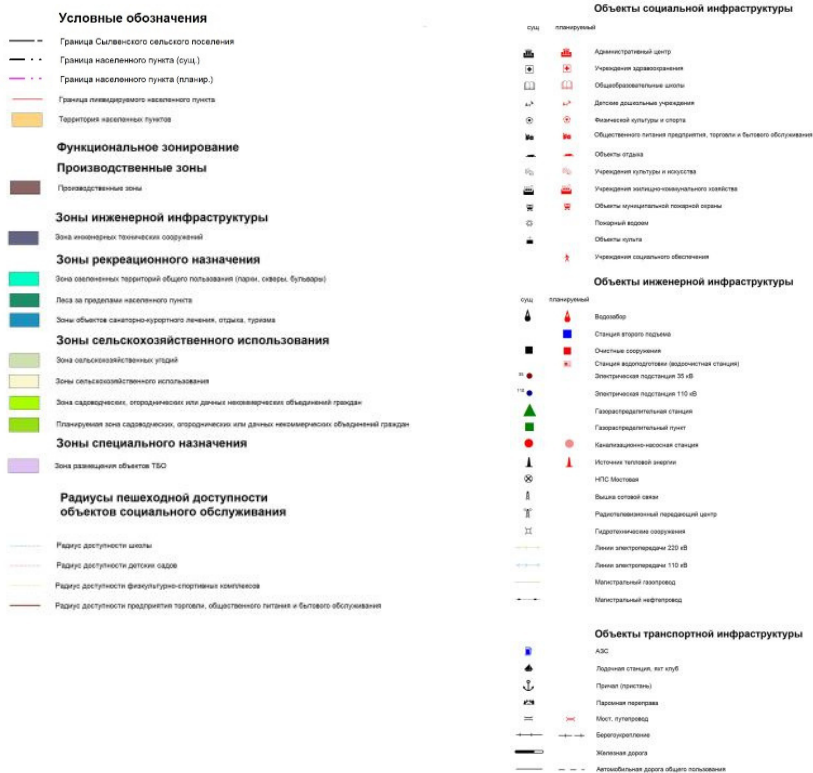 Условные обозначения
Граница Сылвенского сельского поселения
Граница населенного пункта (сущ.)
Граница населенного пункта (планир.)
Граница ликвидируемого населенного пункта
Территория населенных пунктов
Функциональное зонирование
Производственные зоны
Производственные зоны
Зоны инженерной инфраструктуры
Зона инженерных технических сооружений
Зоны рекреационного назначения
Зона озелененных территорий общего пользования (парки, скверы, бульвары)
Леса за пределами населенного пункта
Зоны объектов санаторно-курортного лечения, отдыха, туризма
Зоны сельскохозяйственного использования
Зона сельскохозяйственных угодий
Зоны сельскохозяйственного использования
Зона садоводческих, огороднических или дачных некоммерческих объединений граждан
Планируемая зона садоводческих, огороднических или дачных некоммерческих объединений граждан
Зоны специального назначения
Зона размещения объектов ТБО
Радиусы пешеходной доступности
объектов социального обслуживания
Радиус доступности школы
Радиус доступности детских садов
Радиус доступности физкультурно-спортивных комплексов
Радиус доступности предприятия торговли, общественного питания и бытового обслуживания
Объекты социальной инфраструктуры
сущ планируемый
Административный центр
Учреждения здравоохранения
Общеобразовательные школы
Детские дошкольные учреждения
Физической культуры и спорта
Общественного питания предприятия, торговли и бытового обслуживания
Объекты отдыха
Учреждения культуры и искусства
Учреждения жилищно-коммунального хозяйства
Объекты муниципальной пожарной охраны
Пожарный водоем
Объекты культа
Учреждения социального обеспечения
Объекты инженерной инфраструктуры
сущ планируемый
Водозабор
Станция второго подъема
Очистные сооружения
Станция водоподготовки (водоочистная станция)
35 Электрическая подстанция 35 кВ
110 Электрическая подстанция 110 кВ
Газораспределительная станция
Газораспределительный пункт
Канализационно-насосная станция
Источник тепловой энергии
НПС Мостовая
Вышка сотовой связи
Радиотелевизионный передающий центр
Гидротехнические сооружения
Линии электропередачи 220 кВ
Линии электропередачи 110 кВ
Магистральный газопровод
Магистральный нефтепровод
Объекты транспортной инфраструктуры
АЗС
Лодочная станция, яхт клуб
Причал (пристань)
Паромная переправа
Мост, путепровод
Берегоукрепление
Железная дорога
Автомобильная дорога общего пользования